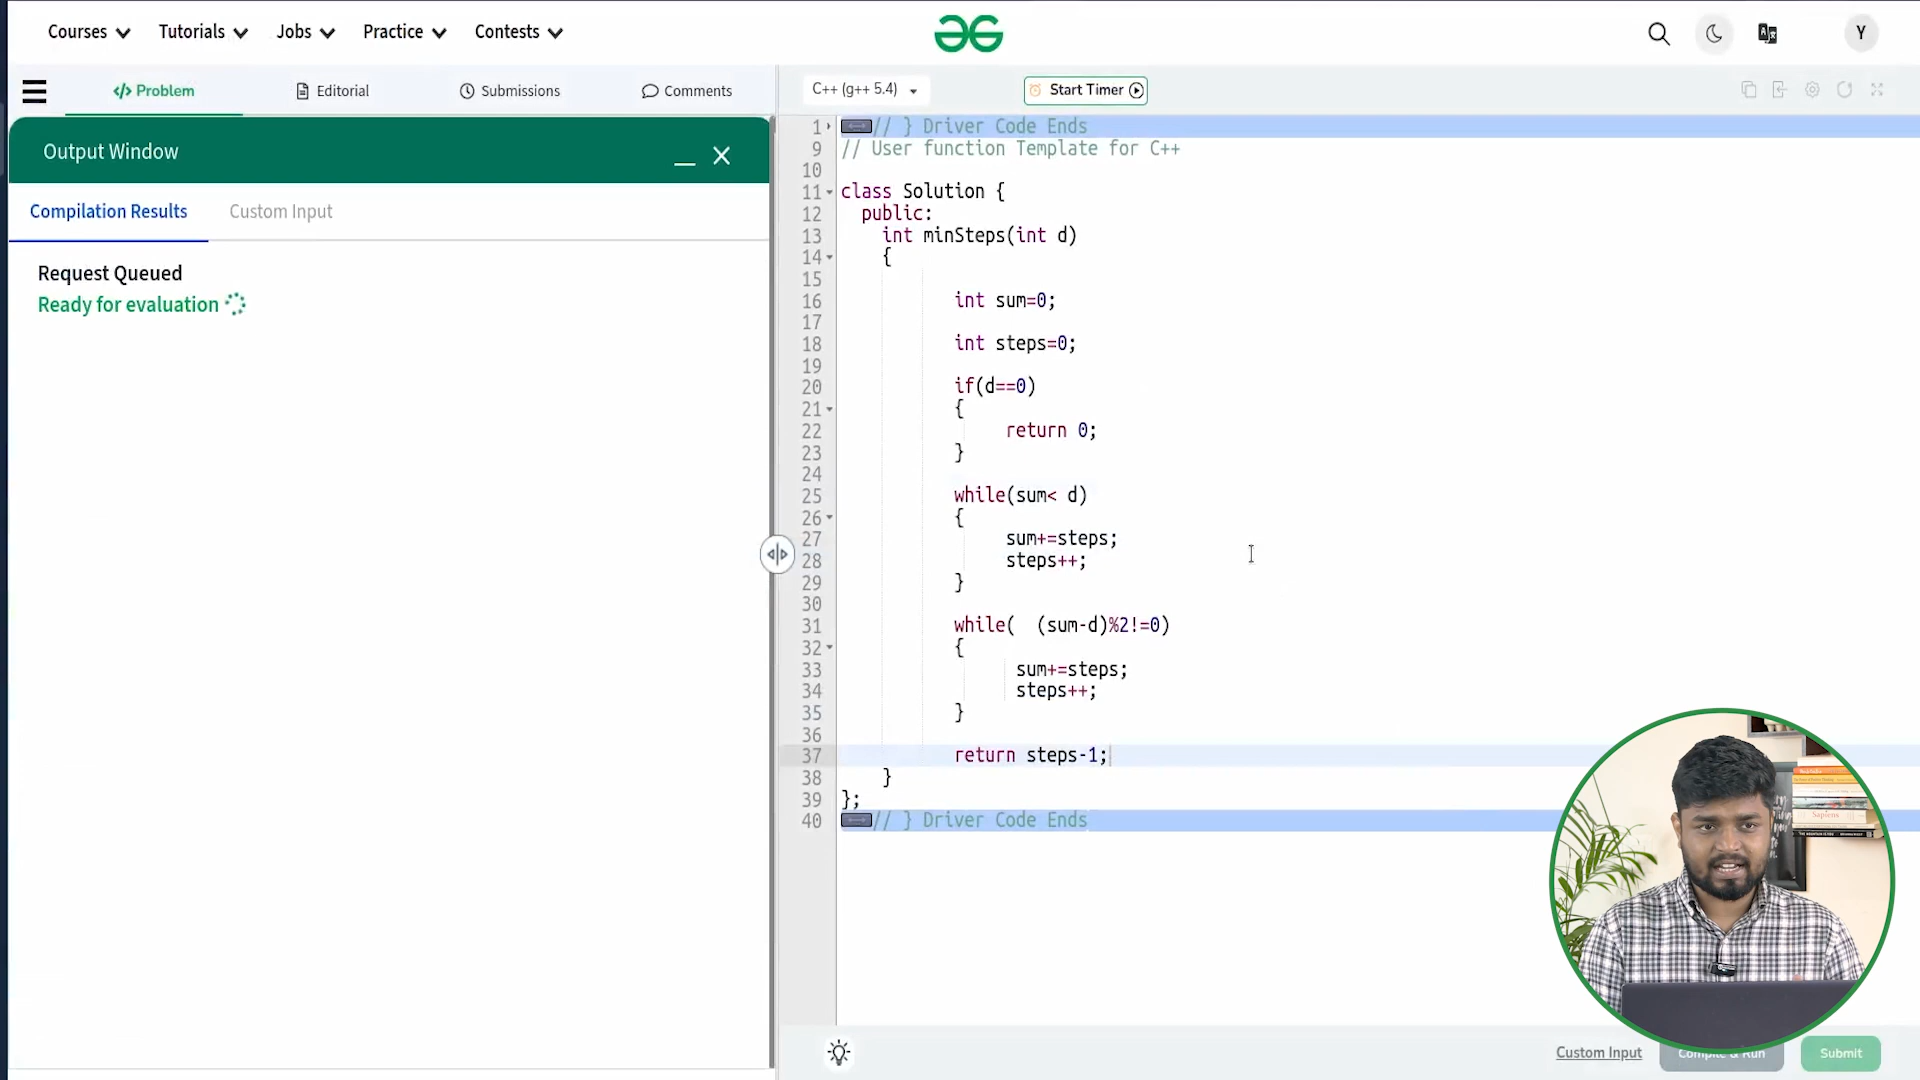 Courses Tutorials Jobs Practice Contests Y
</> Problem Editorial Submissions Comments
C++ (g++ 5.4) Start Timer
Output Window
Compilation Results Custom Input
Request Queued
Ready for evaluation
1 // } Driver Code Ends
9 // User function Template for C++
10
11 class Solution {
12 public:
13 int minSteps(int d)
14 {
15
16 int sum=0;
17
18 int steps=0;
19
20 if(d==0)
21 {
22 return 0;
23 }
24
25 while(sum< d)
26 {
27 sum+=steps;
28 steps++;
29 }
30
31 while( (sum-d)%2!=0)
32 {
33 sum+=steps;
34 steps++;
35 }
36
37 return steps-1;
38 }
39 };
40 // } Driver Code Ends
Sapiens
Custom Input Compile & Run Submit